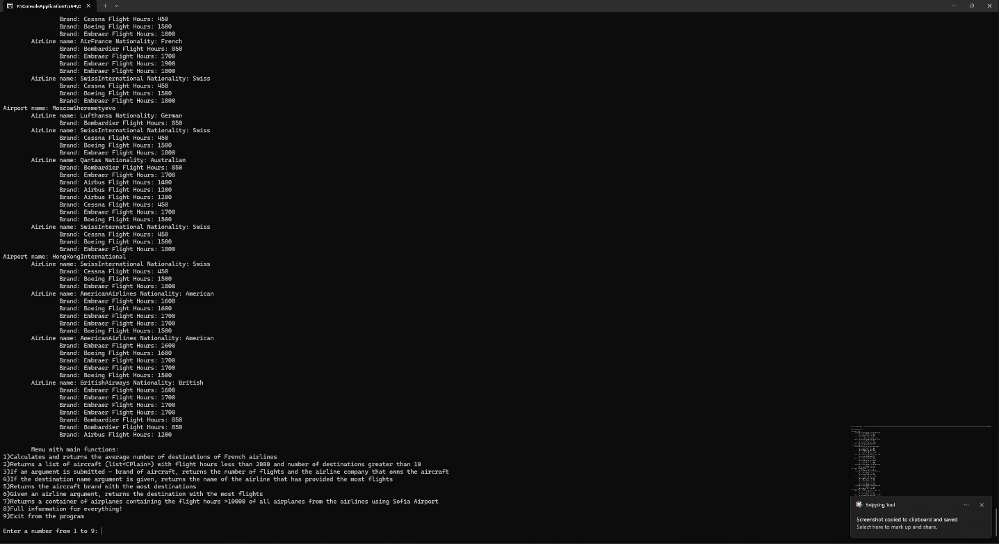 F:\ConsoleApplication1\x64\D
Brand: Cessna Flight Hours: 450
Brand: Boeing Flight Hours: 1500
Brand: Embraer Flight Hours: 1800
AirLine name: AirFrance Nationality: French
Brand: Bombardier Flight Hours: 850
Brand: Embraer Flight Hours: 1700
Brand: Embraer Flight Hours: 1900
Brand: Embraer Flight Hours: 1800
AirLine name: SwissInternational Nationality: Swiss
Brand: Cessna Flight Hours: 450
Brand: Boeing Flight Hours: 1500
Brand: Embraer Flight Hours: 1800
Airport name: MoscowSheremetyevo
AirLine name: Lufthansa Nationality: German
Brand: Bombardier Flight Hours: 850
AirLine name: SwissInternational Nationality: Swiss
Brand: Cessna Flight Hours: 450
Brand: Boeing Flight Hours: 1500
Brand: Embraer Flight Hours: 1800
AirLine name: Qantas Nationality: Australian
Brand: Bombardier Flight Hours: 850
Brand: Embraer Flight Hours: 1700
Brand: Airbus Flight Hours: 1400
Brand: Airbus Flight Hours: 1200
Brand: Airbus Flight Hours: 1200
Brand: Cessna Flight Hours: 450
Brand: Embraer Flight Hours: 1700
Brand: Boeing Flight Hours: 1500
AirLine name: SwissInternational Nationality: Swiss
Brand: Cessna Flight Hours: 450
Brand: Boeing Flight Hours: 1500
Brand: Embraer Flight Hours: 1800
Airport name: HongKongInternational
AirLine name: SwissInternational Nationality: Swiss
Brand: Cessna Flight Hours: 450
Brand: Boeing Flight Hours: 1500
Brand: Embraer Flight Hours: 1800
AirLine name: AmericanAirlines Nationality: American
Brand: Embraer Flight Hours: 1600
Brand: Boeing Flight Hours: 1600
Brand: Embraer Flight Hours: 1700
Brand: Embraer Flight Hours: 1700
Brand: Boeing Flight Hours: 1500
AirLine name: AmericanAirlines Nationality: American
Brand: Embraer Flight Hours: 1600
Brand: Boeing Flight Hours: 1600
Brand: Embraer Flight Hours: 1700
Brand: Embraer Flight Hours: 1700
Brand: Boeing Flight Hours: 1500
AirLine name: BritishAirways Nationality: British
Brand: Embraer Flight Hours: 1600
Brand: Embraer Flight Hours: 1700
Brand: Embraer Flight Hours: 1700
Brand: Embraer Flight Hours: 1700
Brand: Bombardier Flight Hours: 850
Brand: Bombardier Flight Hours: 850
Brand: Airbus Flight Hours: 1200
Menu with main functions:
1)Calculates and returns the average number of destinations of French airlines
2)Returns a list of aircraft (list<CPlain>) with flight hours less than 2000 and number of destinations greater than 10
3)If an argument is submitted - brand of aircraft, returns the number of flights and the airline company that owns the aircraft
4)If the destination name argument is given, returns the name of the airline that has provided the most flights
5)Returns the aircraft brand with the most destinations
6)Given an airline argument, returns the destination with the most flights
7)Returns a container of airplanes containing the flight hours >10000 of all airplanes from the airlines using Sofia Airport
8)Full information for everything!
9)Exit from the program
Enter a number from 1 to 9:
Snipping Tool
Screenshot copied to clipboard and saved
Select here to mark up and share.